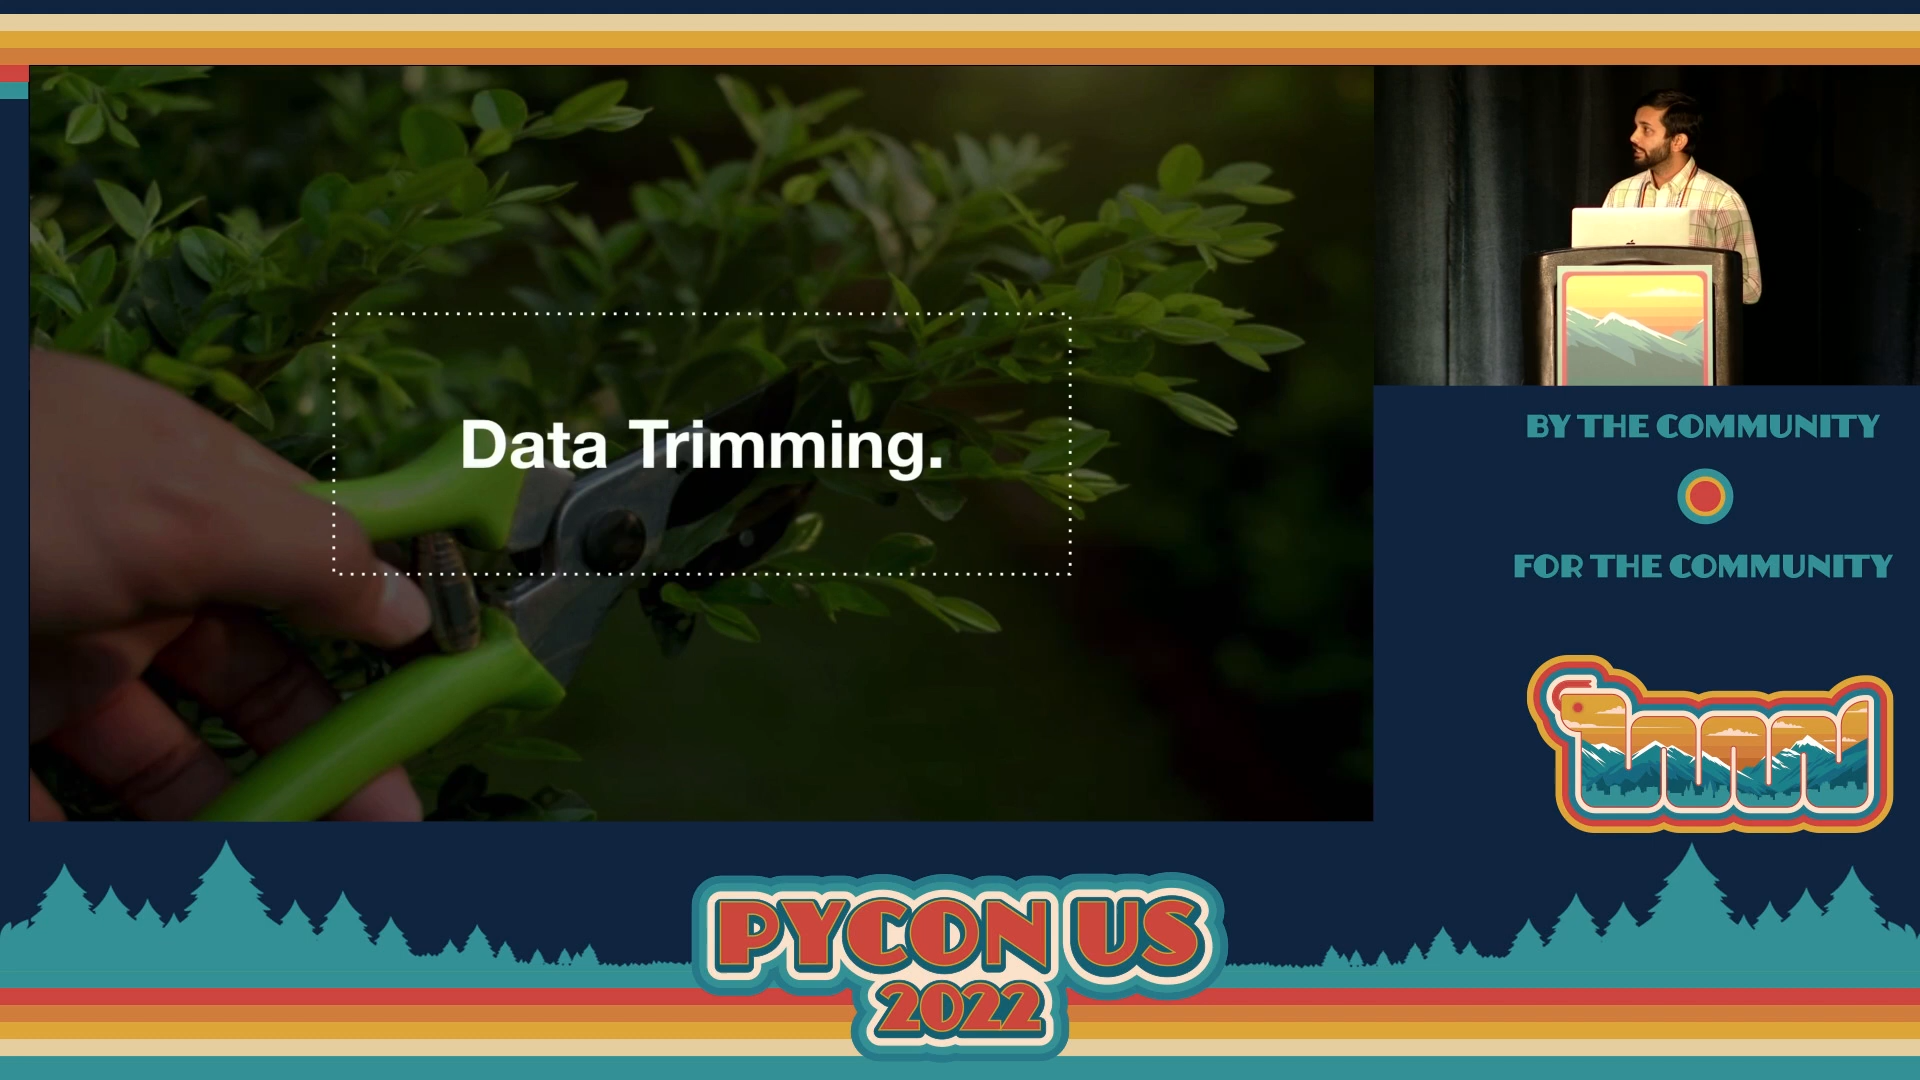 Data Trimming.
BY THE COMMUNITY
FOR THE COMMUNITY
PYCON US
2022